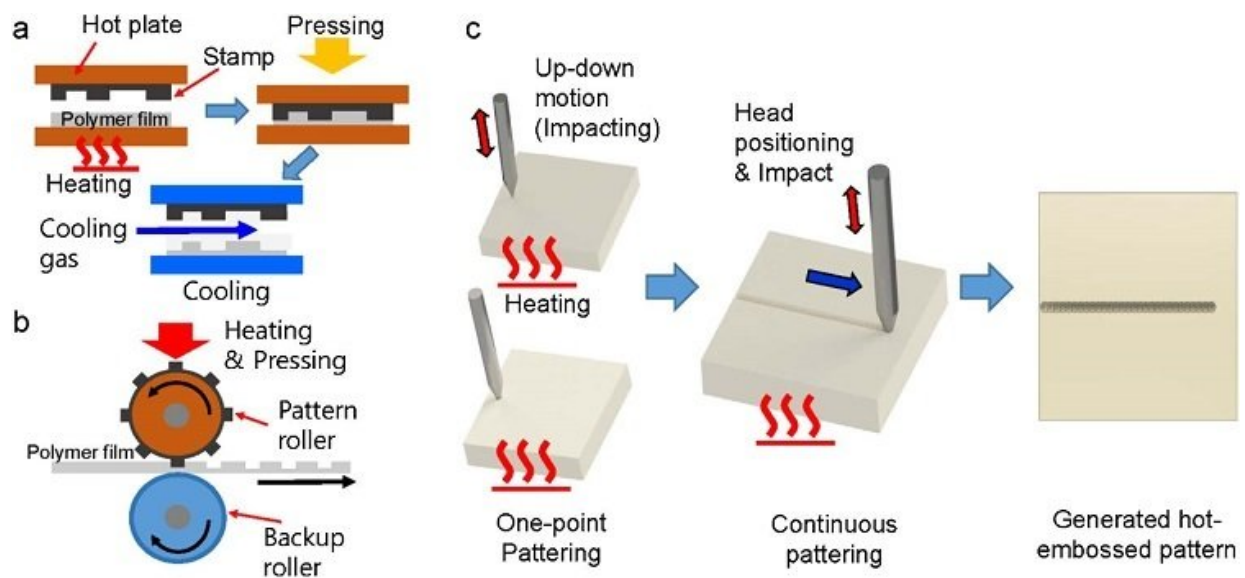 a
Hot plate
Stamp
Polymer film
Heating
Pressing
Cooling
gas
Cooling
b
Heating
& Pressing
Pattern
roller
Polymer film
Backup
roller
c
Up-down
motion
(Impacting)
Heating
One-point
Pattering
Head
positioning
& Impact
Continuous
pattering
Generated hot-
embossed pattern